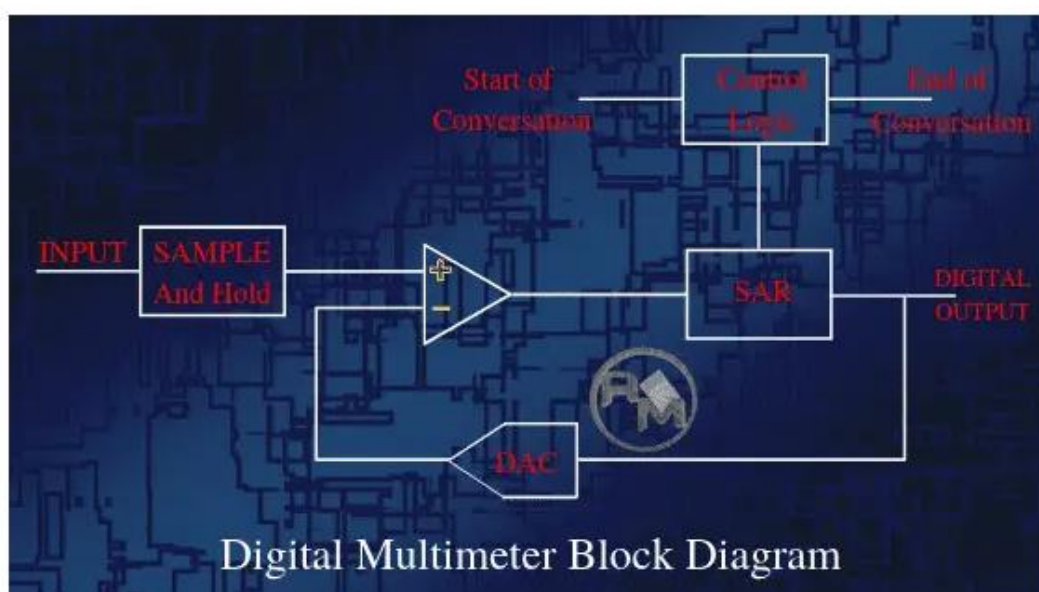 Start of
Conversation
Control
Logic
End of
Conversation
INPUT
SAMPLE
And Hold
+
-
SAR
DIGITAL
OUTPUT
AM
DAC
Digital Multimeter Block Diagram